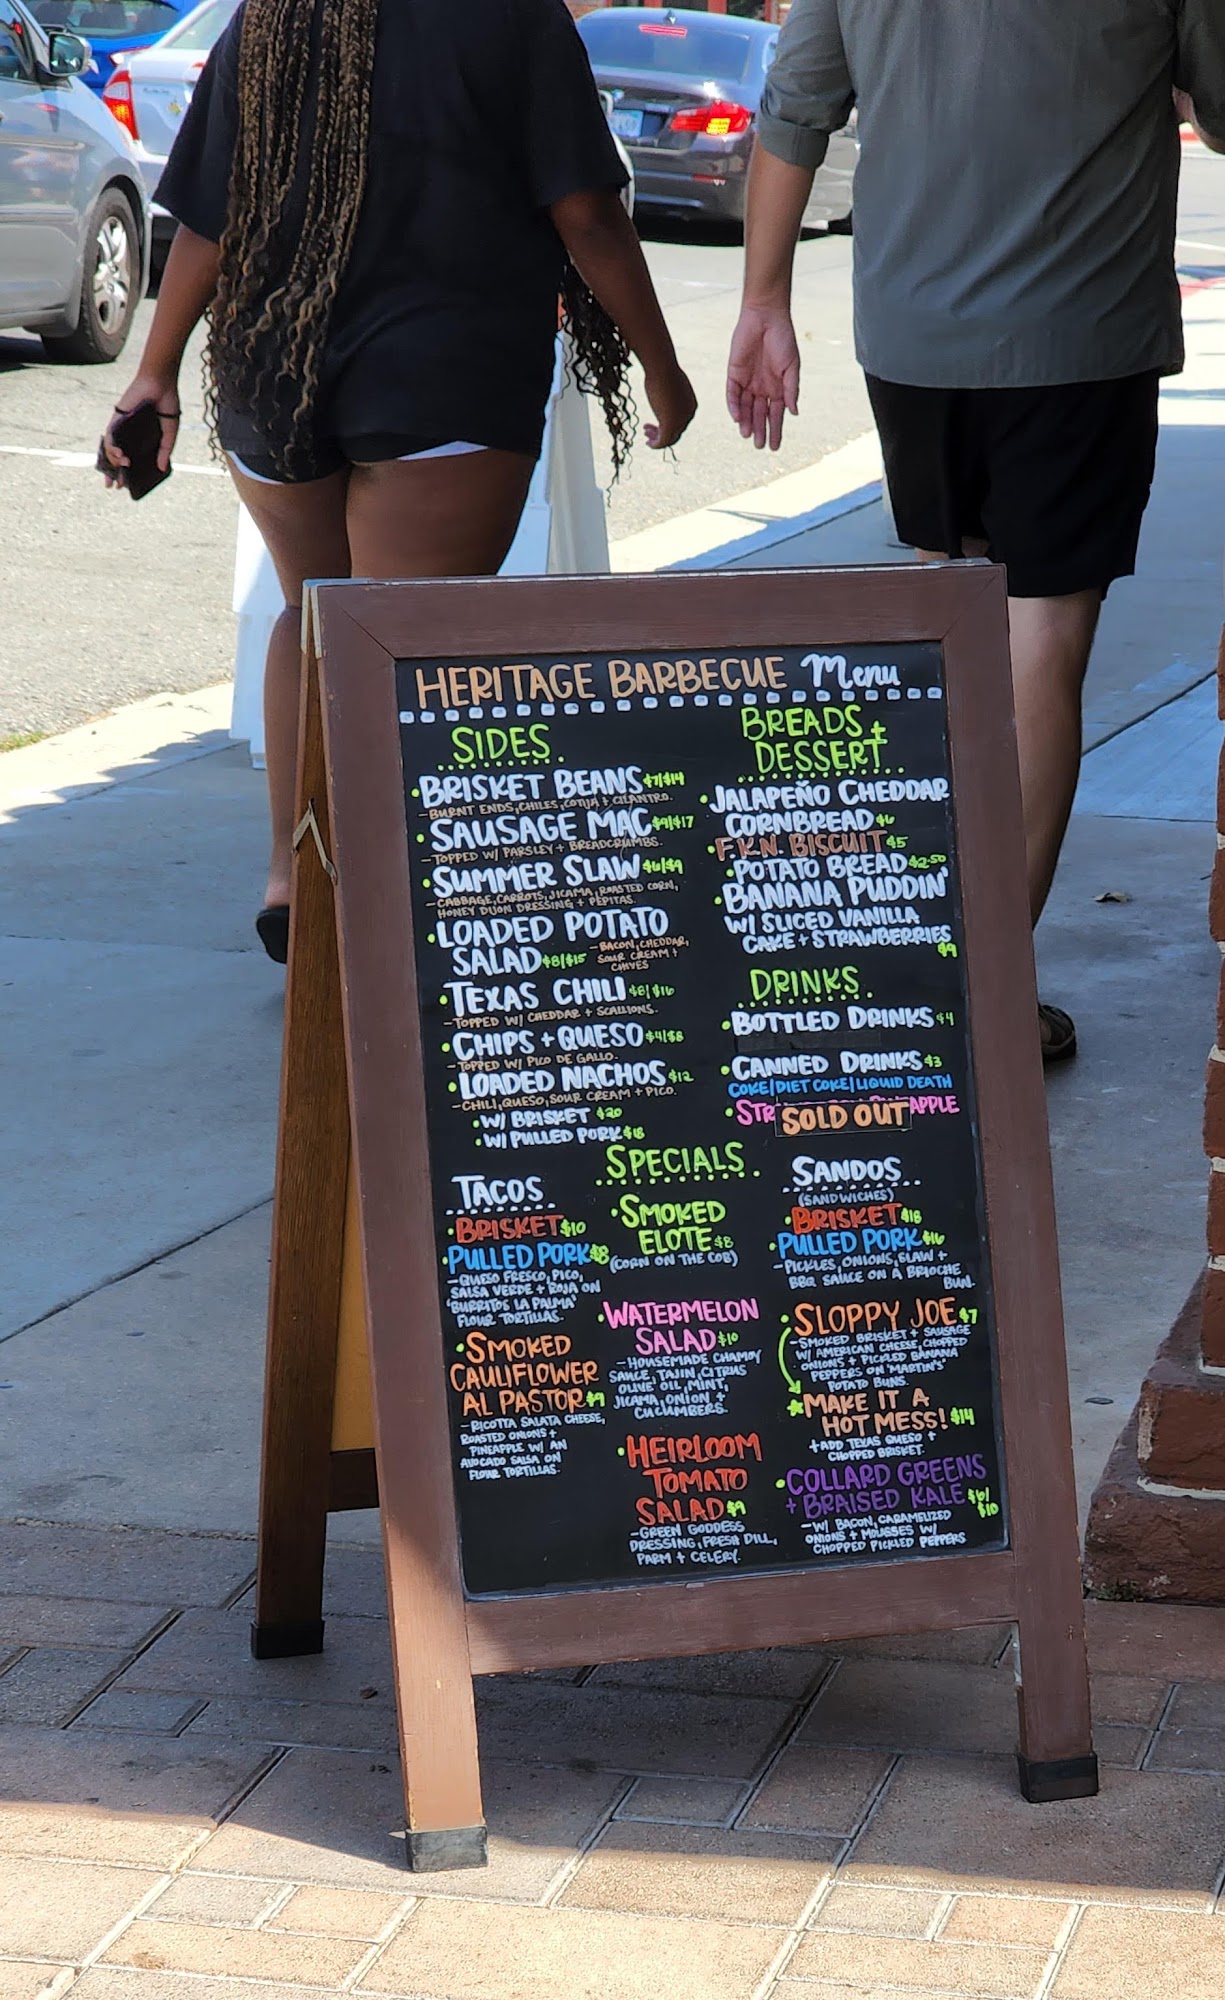 HERITAGE BARBECUE Menu
SIDES
• BRISKET BEANS $7|$14
- BURNT ENDS, CHILES, COTIJA + CILANTRO.
• SAUSAGE MAC $9|$17
- TOPPED W/ PARSLEY + BREADCRUMBS.
• SUMMER SLAW $6|$9
- CABBAGE, CARROTS, JICAMA, ROASTED CORN,
HONEY DIJON DRESSING + PEPITAS.
• LOADED POTATO
SALAD $8|$15 - BACON, CHEDDAR,
SOUR CREAM +
CHIVES
• TEXAS CHILI $8|$16
- TOPPED W/ CHEDDAR + SCALLIONS.
• CHIPS + QUESO $4|$8
- TOPPED W/ PICO DE GALLO.
• LOADED NACHOS $12
- CHILI, QUESO, SOUR CREAM + PICO.
• W/ BRISKET $20
• W/ PULLED PORK $18
BREADS +
DESSERT
• JALAPEÑO CHEDDAR
CORNBREAD $6
• F.K.N. BISCUIT $5
• POTATO BREAD $2.50
• BANANA PUDDIN'
W/ SLICED VANILLA
CAKE + STRAWBERRIES
$9
DRINKS
• BOTTLED DRINKS $4
• CANNED DRINKS $3
COKE/DIET COKE/LIQUID DEATH
• STR SOLD OUT APPLE
SPECIALS
TACOS
• BRISKET $10
• PULLED PORK $8
- QUESO FRESCO, PICO,
SALSA VERDE + ROJA ON
'BURRITOS LA PALMA'
FLOUR TORTILLAS.
• SMOKED
CAULIFLOWER
AL PASTOR $9
- RICOTTA SALATA CHEESE,
ROASTED ONIONS +
PINEAPPLE W/ AN
AVOCADO SALSA ON
FLOUR TORTILLAS.
• SMOKED
ELOTE $8
(CORN ON THE COB)
• WATERMELON
SALAD $10
- HOUSEMADE CHAMOY
SAUCE, TAJIN, CITRUS
OLIVE OIL, MINT,
JICAMA, ONION +
CUCUMBERS.
• HEIRLOOM
TOMATO
SALAD $9
- GREEN GODDESS
DRESSING, FRESH DILL,
PARM + CELERY.
SANDOS
(SANDWICHES)
• BRISKET $18
• PULLED PORK $16
- PICKLES, ONIONS, SLAW +
BBQ SAUCE ON A BRIOCHE
BUN.
• SLOPPY JOE $7
- SMOKED BRISKET + SAUSAGE
W/ AMERICAN CHEESE, CHOPPED
ONIONS + PICKLED BANANA
PEPPERS ON 'MARTIN'S'
POTATO BUNS.
MAKE IT A
HOT MESS! $14
+ ADD TEXAS QUESO +
CHOPPED BRISKET.
• COLLARD GREENS
+ BRAISED KALE $6/
$10
- W/ BACON, CARAMELIZED
ONIONS + MOLASSES W/
CHOPPED PICKLED PEPPERS